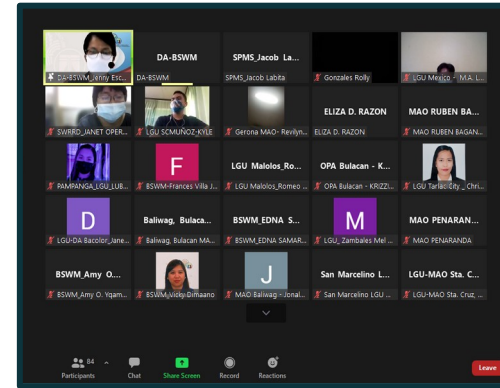 DA-BSWM_Jenny Esc...
DA-BSWM
DA-BSWM
SPMS_Jacob La...
SPMS_Jacob Labita
Gonzales Rolly
LGU Mexico - M.A. L...
SWRRD_JANET OPER...
LGU SCMUÑOZ-KYLE
Gerona MAO- Revilyn...
ELIZA D. RAZON
ELIZA D. RAZON
MAO RUBEN BA...
MAO RUBEN BAGAN...
PAMPANGA_LGU_LUB...
F
BSWM-Frances Villa J...
LGU Malolos_Ro...
LGU Malolos_Romeo ...
OPA Bulacan - K...
OPA Bulacan - KRIZZI...
LGU Tarlac City _ Chri...
D
LGU-DA Bacolor_Jane...
Baliwag, Bulaca...
Baliwag, Bulacan MA...
BSWM_EDNA S...
BSWM_EDNA SAMAR...
M
LGU_ Zambales Mel ...
MAO PENARAN...
MAO PENARANDA
BSWM_Amy O....
BSWM_Amy O. Yqam...
BSWM_Vicky Dimaano
J
MAO Baliwag - Jonal...
San Marcelino L...
San Marcelino LGU ...
LGU-MAO Sta. C...
LGU-MAO Sta. Cruz, ...
84
Participants
Chat
Share Screen
Record
Reactions
Leave